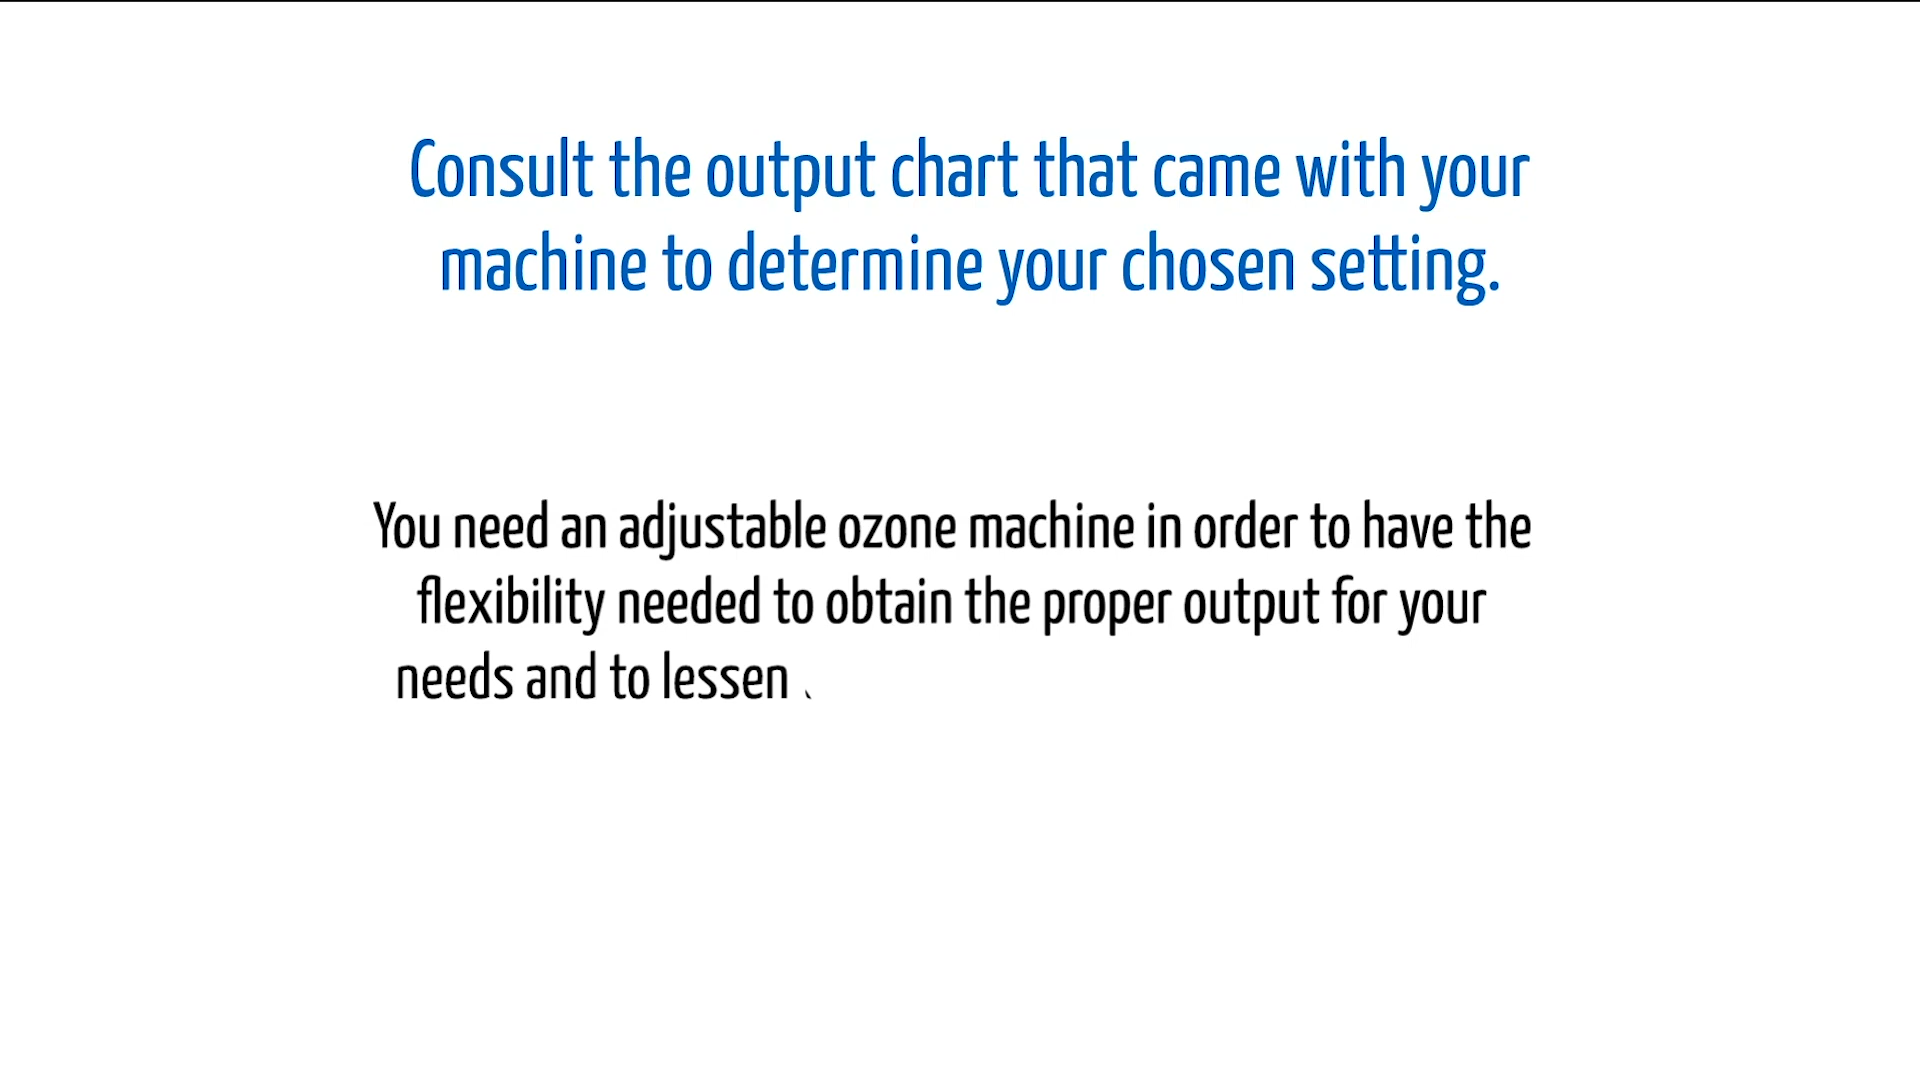 Consult the output chart that came with your
machine to determine your chosen setting.
You need an adjustable ozone machine in order to have the
flexibility needed to obtain the proper output for your
needs and to lessen